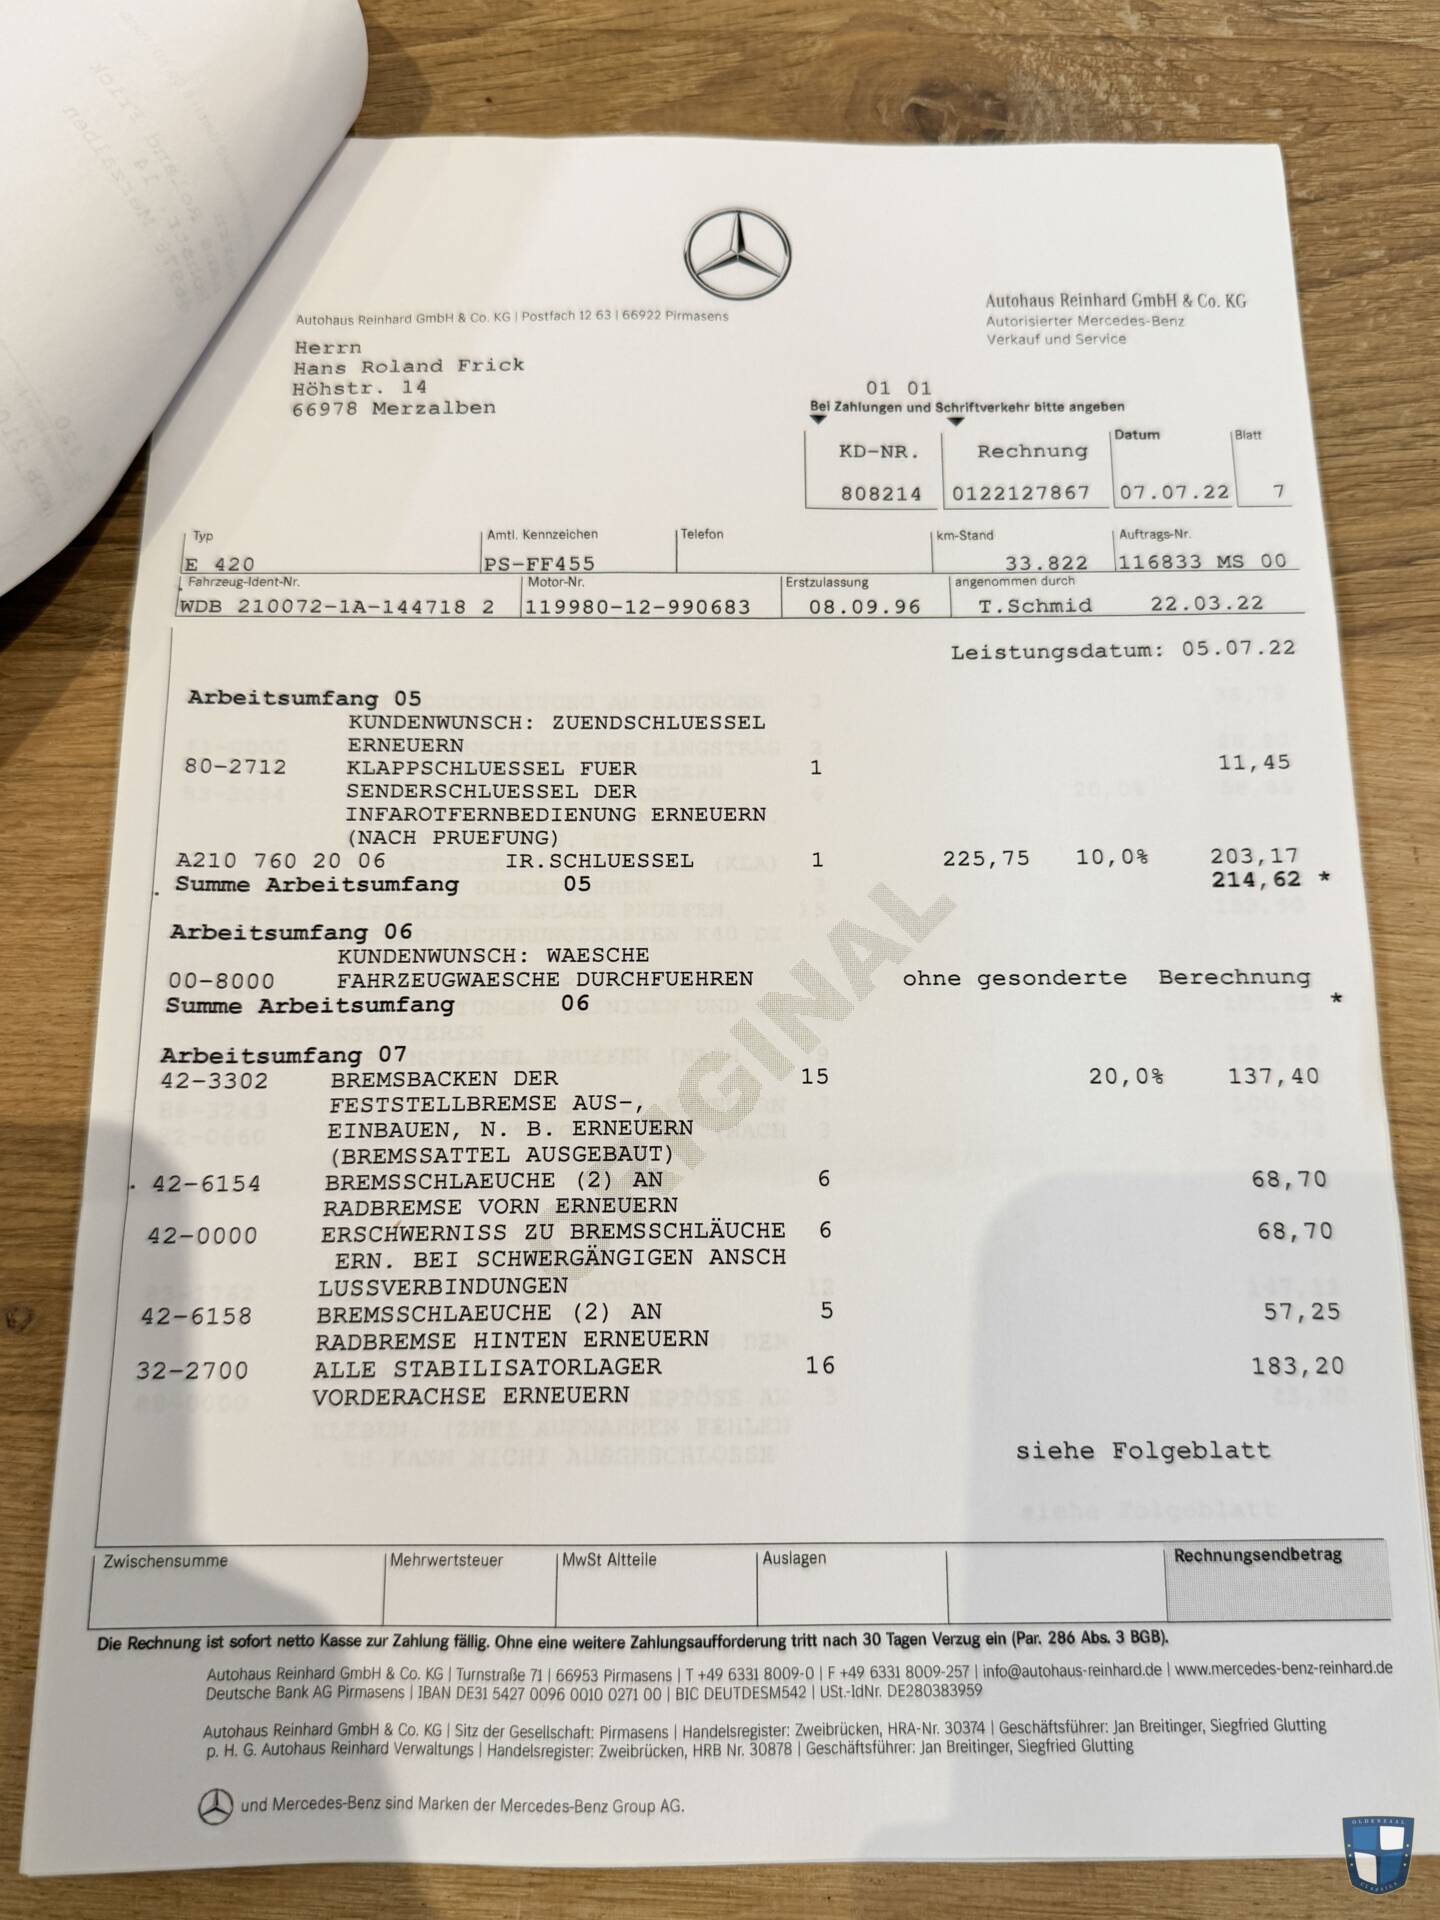 Autohaus Reinhard GmbH & Co. KG
Autorisierter Mercedes-Benz
Verkauf und Service
Autohaus Reinhard GmbH & Co. KG | Postfach 12 63 | 66922 Pirmasens
Herrn
Hans Roland Frick
Höhstr. 14
66978 Merzalben
01 01
Bei Zahlungen und Schriftverkehr bitte angeben
KD-NR. Rechnung Datum Blatt
808214 0122127867 07.07.22 7
Typ Amtl. Kennzeichen Telefon km-Stand Auftrags-Nr.
E 420 PS-FF455 33.822 116833 MS 00
Fahrzeug-Ident-Nr. Motor-Nr. Erstzulassung angenommen durch
WDB 210072-1A-144718 2 119980-12-990683 08.09.96 T.Schmid 22.03.22
Leistungsdatum: 05.07.22
Arbeitsumfang 05
KUNDENWUNSCH: ZUENDSCHLUESSEL
ERNEUERN
80-2712 KLAPPSCHLUESSEL FUER 1 11,45
SENDERSCHLUESSEL DER
INFAROTFERNBEDIENUNG ERNEUERN
(NACH PRUEFUNG)
A210 760 20 06 IR.SCHLUESSEL 1 225,75 10,0% 203,17
Summe Arbeitsumfang 05 214,62 *
Arbeitsumfang 06
KUNDENWUNSCH: WAESCHE
00-8000 FAHRZEUGWAESCHE DURCHFUEHREN ohne gesonderte Berechnung
Summe Arbeitsumfang 06 *
Arbeitsumfang 07
42-3302 BREMSBACKEN DER 15 20,0% 137,40
FESTSTELLBREMSE AUS-,
EINBAUEN, N. B. ERNEUERN
(BREMSSATTEL AUSGEBAUT)
42-6154 BREMSSCHLAEUCHE (2) AN 6 68,70
RADBREMSE VORN ERNEUERN
42-0000 ERSCHWERNISS ZU BREMSSCHLÄUCHE 6 68,70
ERN. BEI SCHWERGÄNGIGEN ANSCH
LUSSVERBINDUNGEN
42-6158 BREMSSCHLAEUCHE (2) AN 5 57,25
RADBREMSE HINTEN ERNEUERN
32-2700 ALLE STABILISATORLAGER 16 183,20
VORDERACHSE ERNEUERN
ORIGINAL
siehe Folgeblatt
Zwischensumme Mehrwertsteuer MwSt Altteile Auslagen Rechnungsendbetrag
Die Rechnung ist sofort netto Kasse zur Zahlung fällig. Ohne eine weitere Zahlungsaufforderung tritt nach 30 Tagen Verzug ein (Par. 286 Abs. 3 BGB).
Autohaus Reinhard GmbH & Co. KG | Turnstraße 71 | 66953 Pirmasens | T +49 6331 8009-0 | F +49 6331 8009-257 | info@autohaus-reinhard.de | www.mercedes-benz-reinhard.de
Deutsche Bank AG Pirmasens | IBAN DE31 5427 0096 0010 0271 00 | BIC DEUTDESM542 | USt.-IdNr. DE280383959
Autohaus Reinhard GmbH & Co. KG | Sitz der Gesellschaft: Pirmasens | Handelsregister: Zweibrücken, HRA-Nr. 30374 | Geschäftsführer: Jan Breitinger, Siegfried Glutting
p. H. G. Autohaus Reinhard Verwaltungs | Handelsregister: Zweibrücken, HRB Nr. 30878 | Geschäftsführer: Jan Breitinger, Siegfried Glutting
und Mercedes-Benz sind Marken der Mercedes-Benz Group AG.
OLDENZAAL
CLASSICS